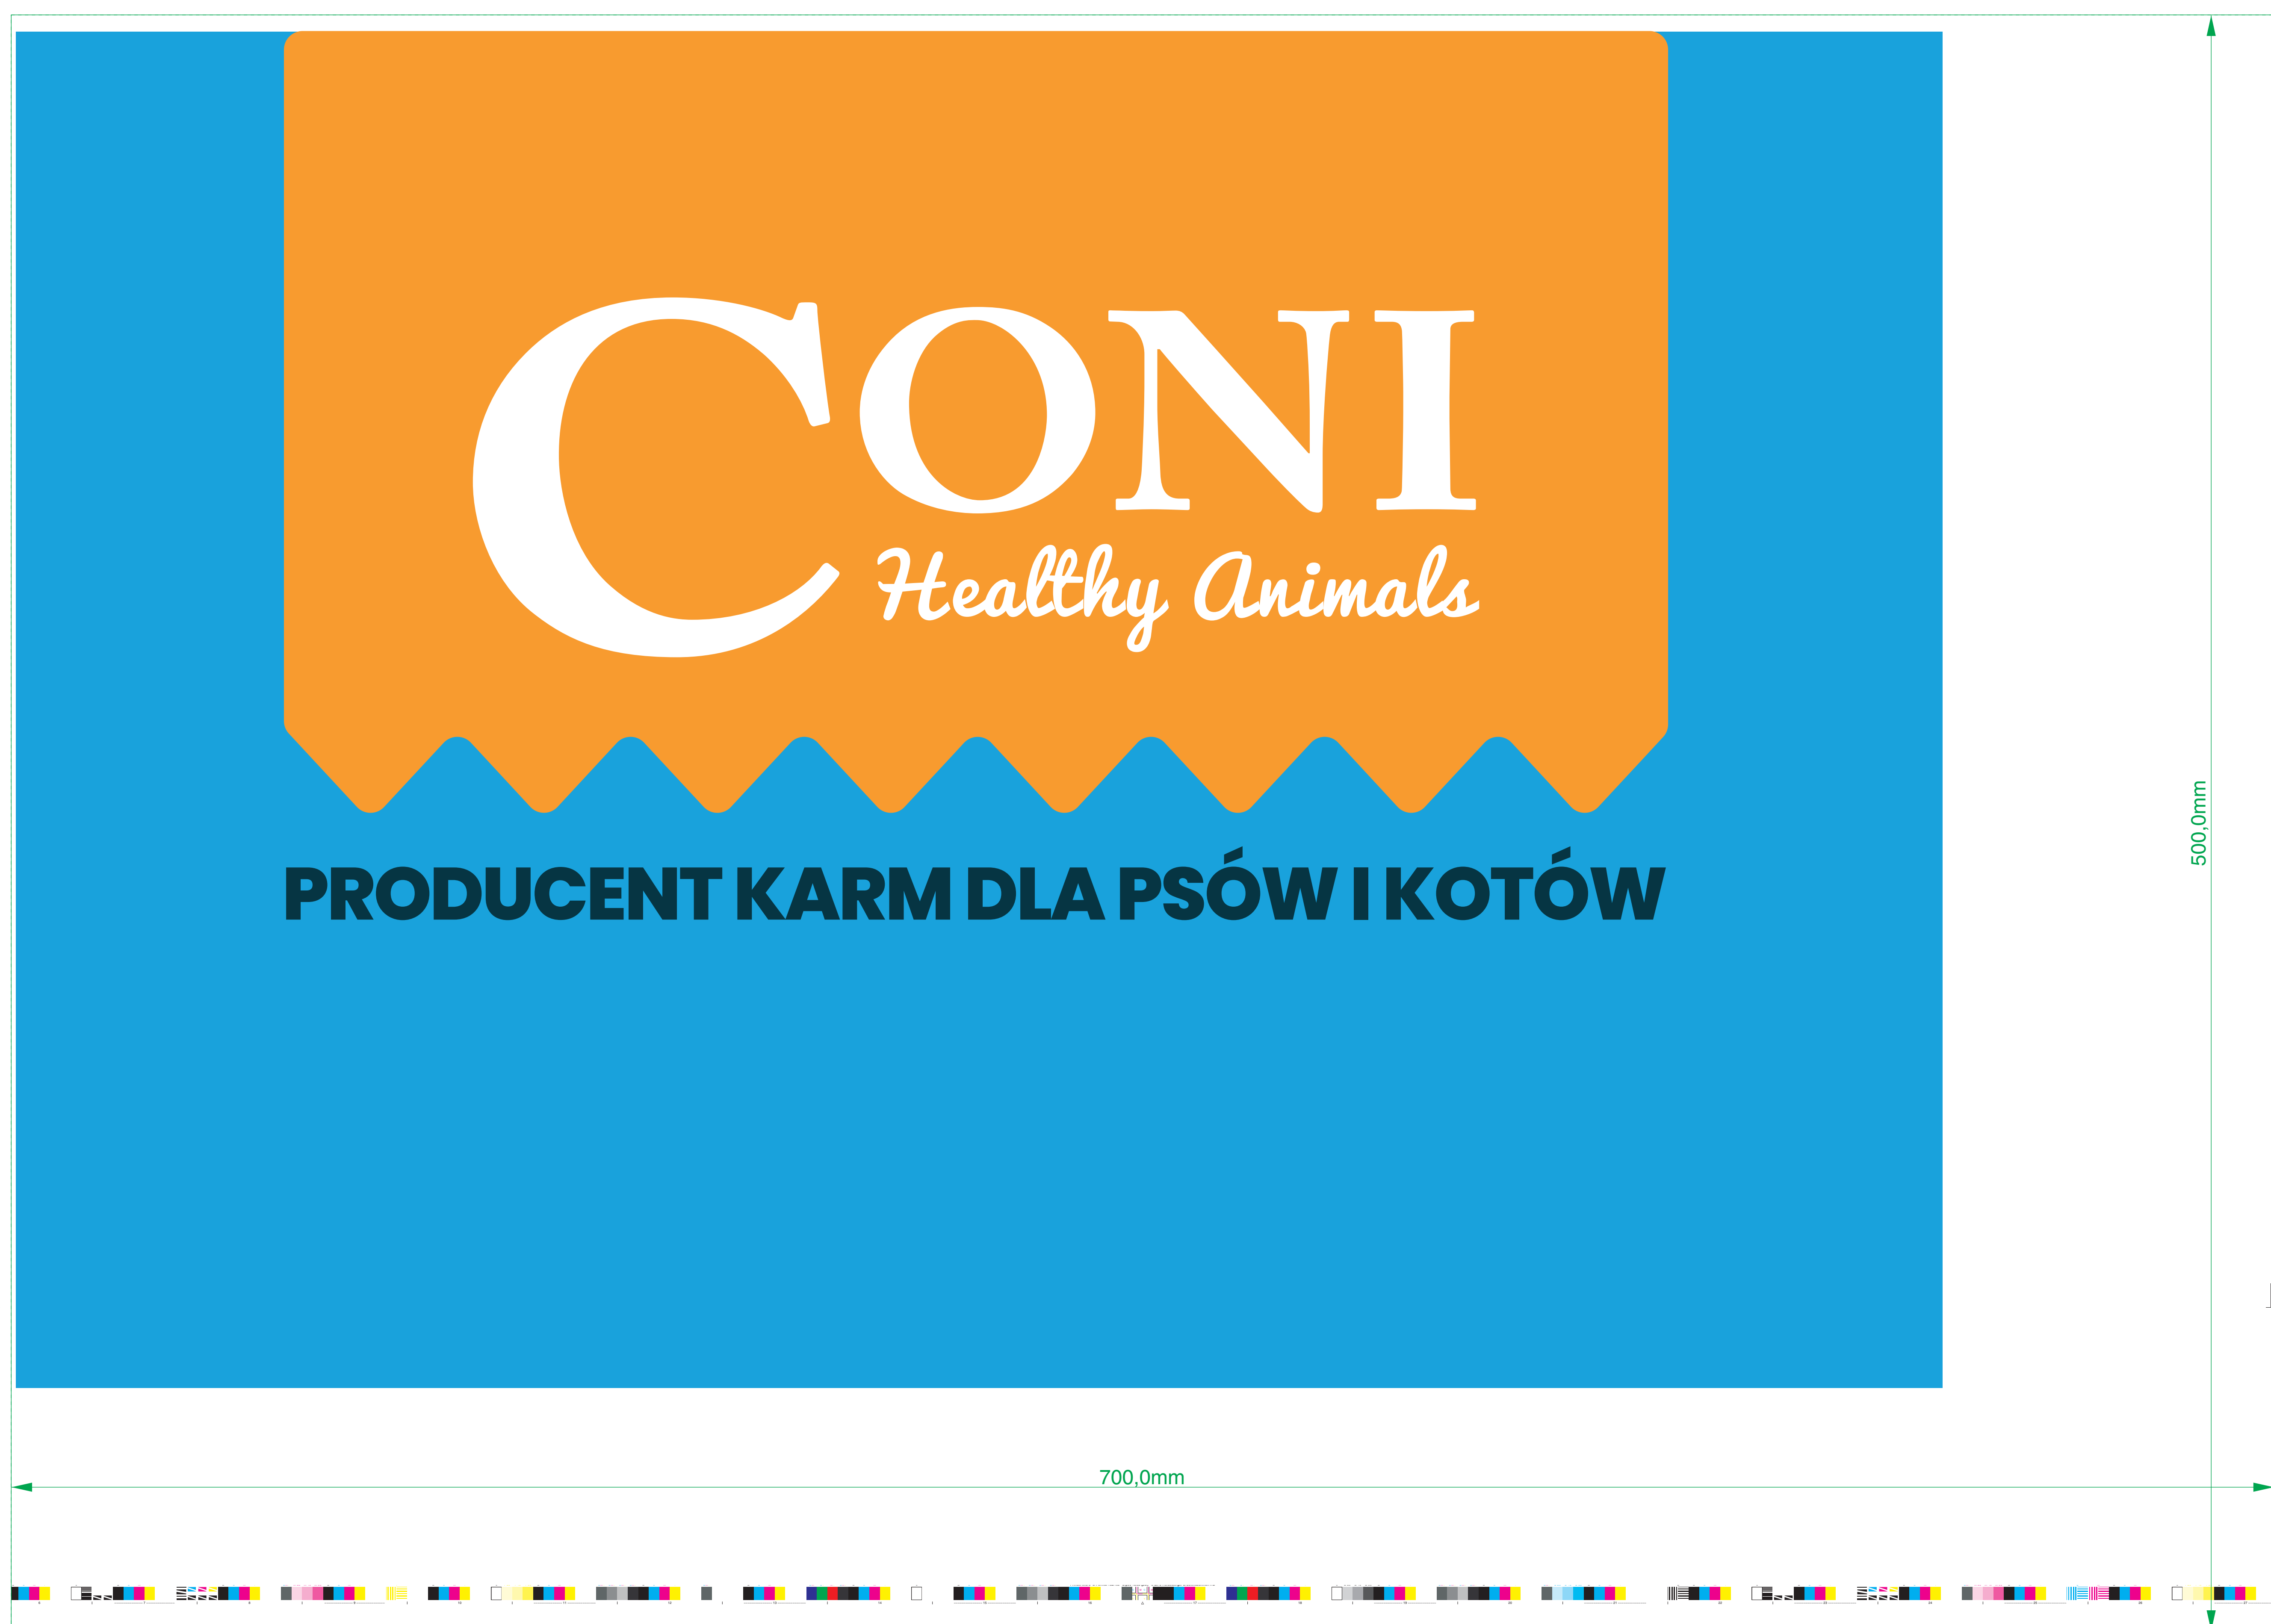 CONI
Healthy Animals
PRODUCENT KARM DLA PSÓW I KOTÓW
500,0mm
700,0mm